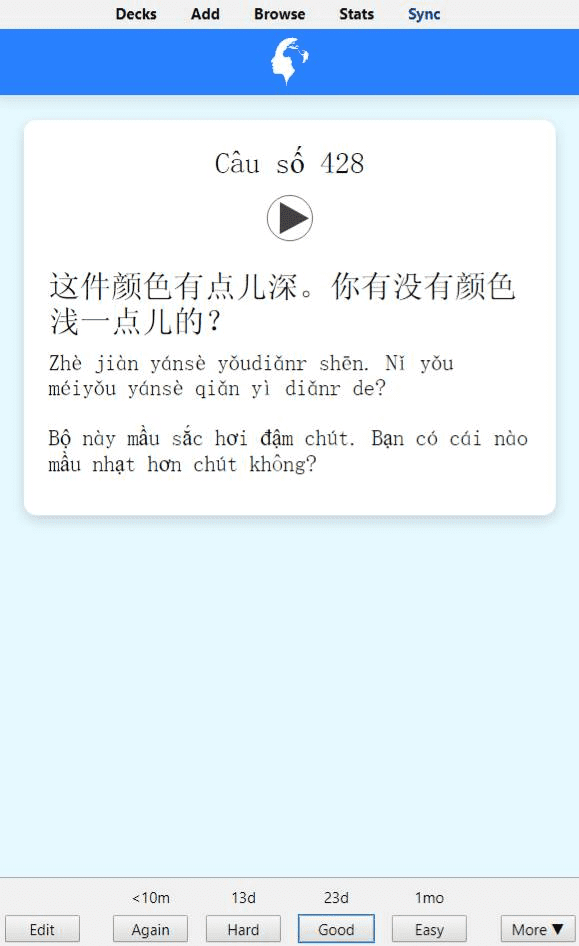 Decks Add Browse Stats Sync
Câu số 428
这件颜色有点儿深。你有没有颜色
浅一点儿的？
Zhè jiàn yánsè yǒudiǎnr shēn. Nǐ yǒu
méiyǒu yánsè qiǎn yì diǎnr de?
Bộ này mầu sắc hơi đậm chút. Bạn có cái nào
mầu nhạt hơn chút không?
<10m 13d 23d 1mo
Edit Again Hard Good Easy More ▼